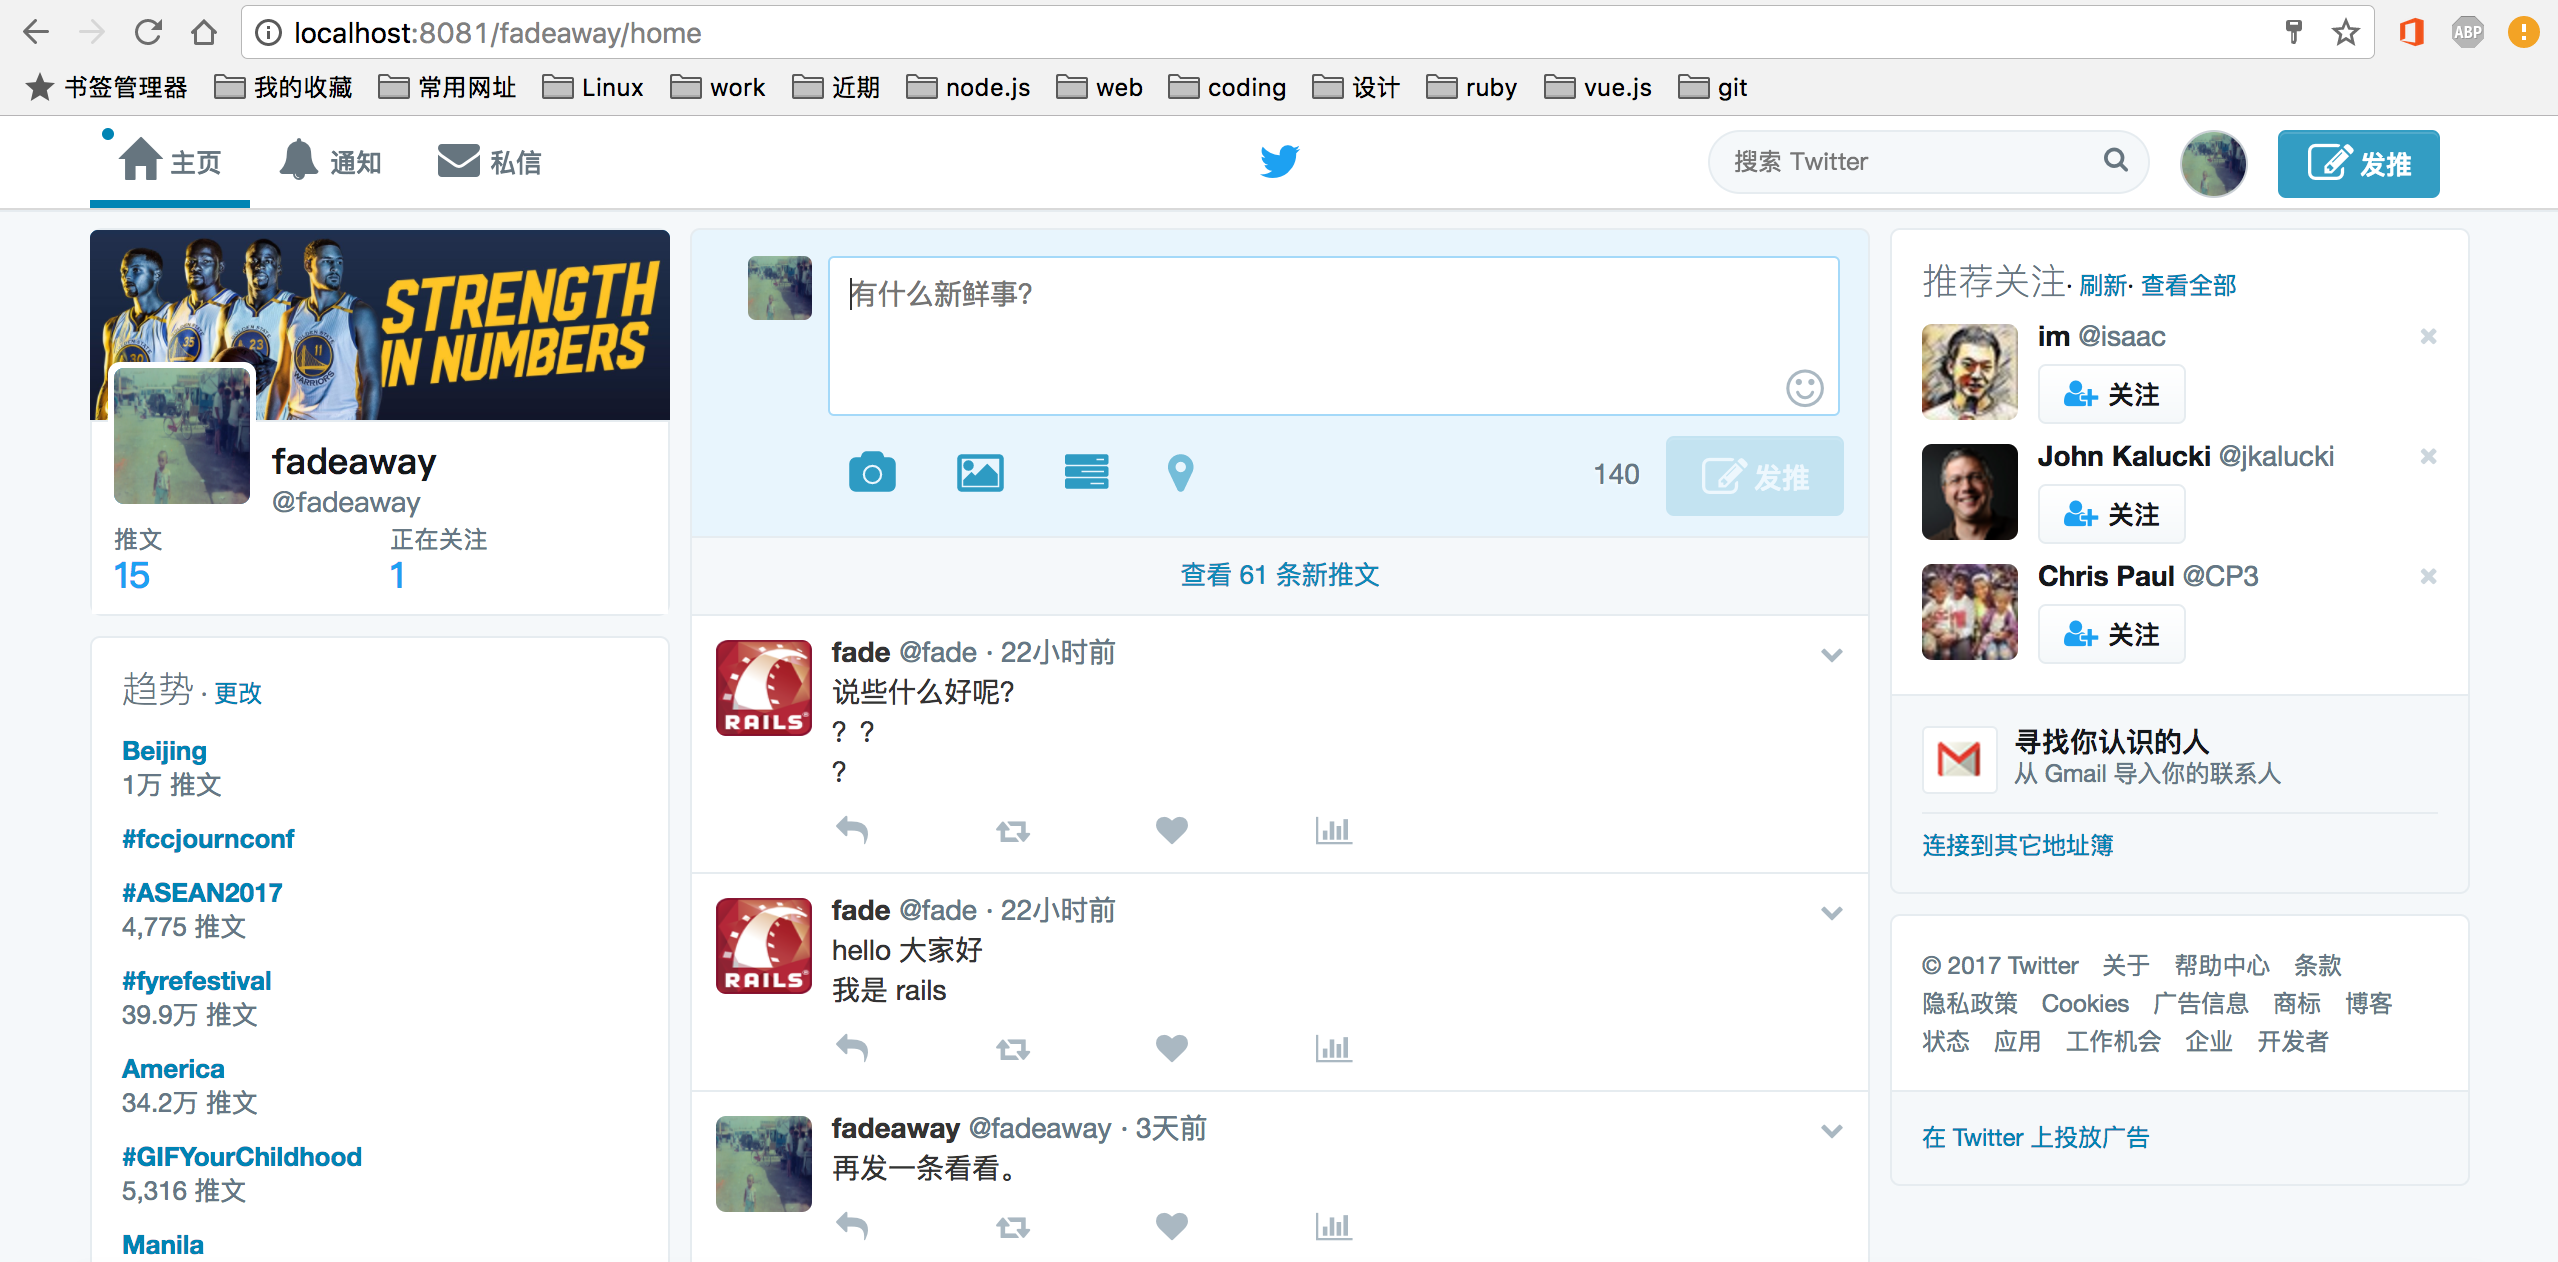 localhost:8081/fadeaway/home
ABP
书签管理器 我的收藏 常用网址 Linux work 近期 node.js web coding 设计 ruby vue.js git
主页 通知 私信 搜索 Twitter 发推
STRENGTH
IN NUMBERS
30 35 23 11
WARRIORS
fadeaway
@fadeaway
推文 正在关注
15 1
趋势 · 更改
Beijing
1万 推文
#fccjournconf
#ASEAN2017
4,775 推文
#fyrefestival
39.9万 推文
America
34.2万 推文
#GIFYourChildhood
5,316 推文
Manila
有什么新鲜事?
140 发推
查看 61 条新推文
RAILS
fade @fade · 22小时前
说些什么好呢?
? ?
?
RAILS
fade @fade · 22小时前
hello 大家好
我是 rails
fadeaway @fadeaway · 3天前
再发一条看看。
推荐关注· 刷新· 查看全部
im @isaac
关注
John Kalucki @jkalucki
关注
Chris Paul @CP3
关注
寻找你认识的人
从 Gmail 导入你的联系人
连接到其它地址簿
© 2017 Twitter 关于 帮助中心 条款
隐私政策 Cookies 广告信息 商标 博客
状态 应用 工作机会 企业 开发者
在 Twitter 上投放广告